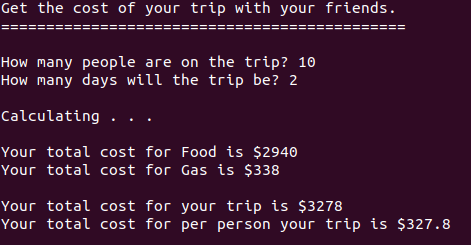 Get the cost of your trip with your friends.
=============================================
How many people are on the trip? 10
How many days will the trip be? 2
Calculating . . .
Your total cost for Food is $2940
Your total cost for Gas is $338
Your total cost for your trip is $3278
Your total cost for per person your trip is $327.8